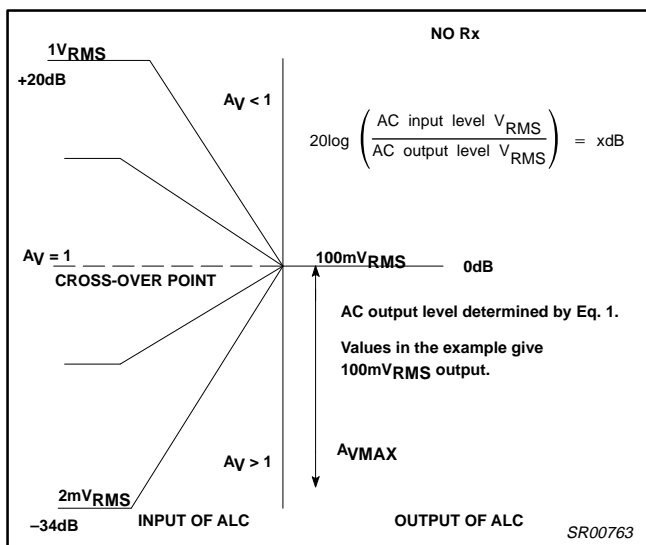 NO Rx
1VRMS
+20dB
AV < 1
20log ( AC input level VRMS / AC output level VRMS ) = xdB
AV = 1
CROSS-OVER POINT
100mVRMS
0dB
AC output level determined by Eq. 1.
Values in the example give
100mVRMS output.
AVMAX
AV > 1
2mVRMS
–34dB
INPUT OF ALC
OUTPUT OF ALC
SR00763